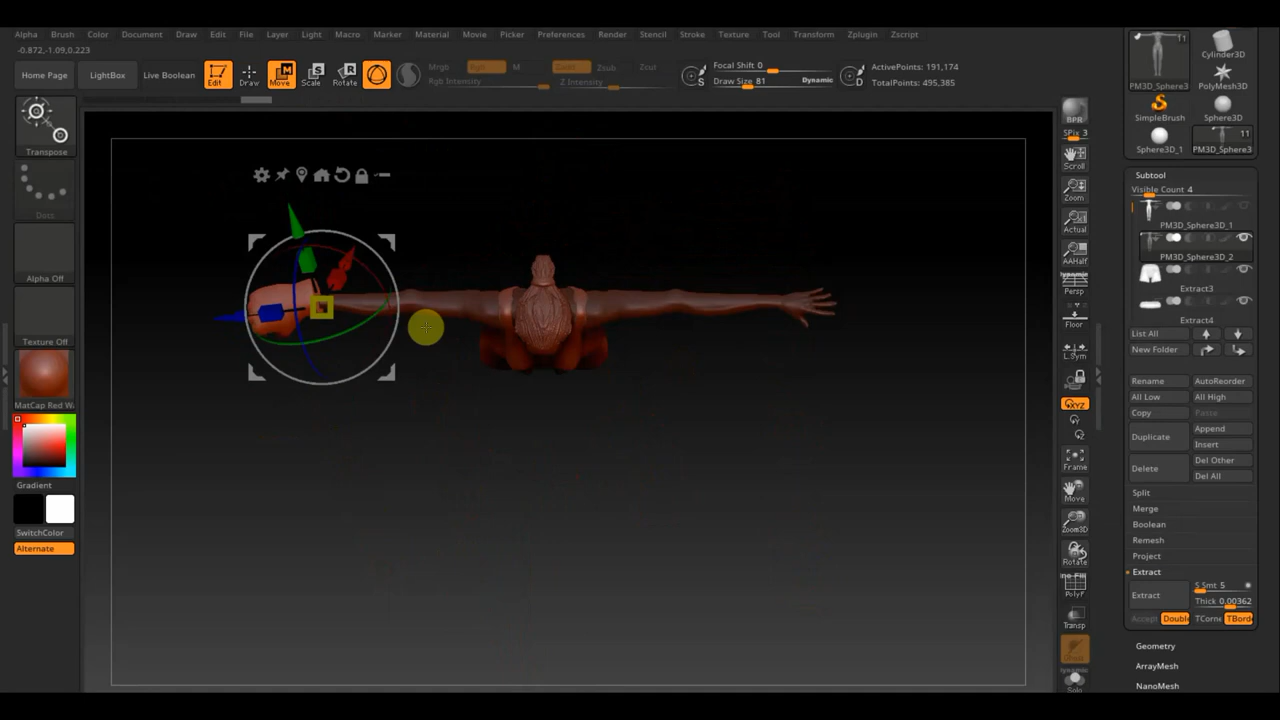 Alpha Brush Color Document Draw Edit File Layer Light Macro Marker Material Movie Picker Preferences Render Stencil Stroke Texture Tool Transform Zplugin Zscript
-0.872,-1.09,0.223
Home Page LightBox Live Boolean Edit Draw Move Scale Rotate
Mrgb Rgb M Zsub Zcut
Rgb Intensity Z Intensity
S
Focal Shift 0
Draw Size 81 Dynamic
D
ActivePoints: 191,174
TotalPoints: 495,385
Transpose
Dots
Alpha Off
Texture Off
MatCap Red Wa
Gradient
SwitchColor
Alternate
BPR
SPix 3
Scroll
Zoom
Actual
AAHalf
Dynamic
Persp
Floor
L.Sym
XYZ
Y
Z
Frame
Move
Zoom3D
Rotate
PolyF
Transp
Solo
11
Cylinder3D
PM3D_Sphere3
PolyMesh3D
SimpleBrush Sphere3D
11
Sphere3D_1 PM3D_Sphere3
Subtool
Visible Count 4
PM3D_Sphere3D_1
PM3D_Sphere3D_2
Extract3
Extract4
List All
New Folder
Rename AutoReorder
All Low All High
Copy Paste
Duplicate Append
Insert
Delete Del Other
Del All
Split
Merge
Boolean
Remesh
Project
Extract
Extract S Smt 5
Thick 0.00362
Accept Doubl TCorne TBorde
Geometry
ArrayMesh
NanoMesh